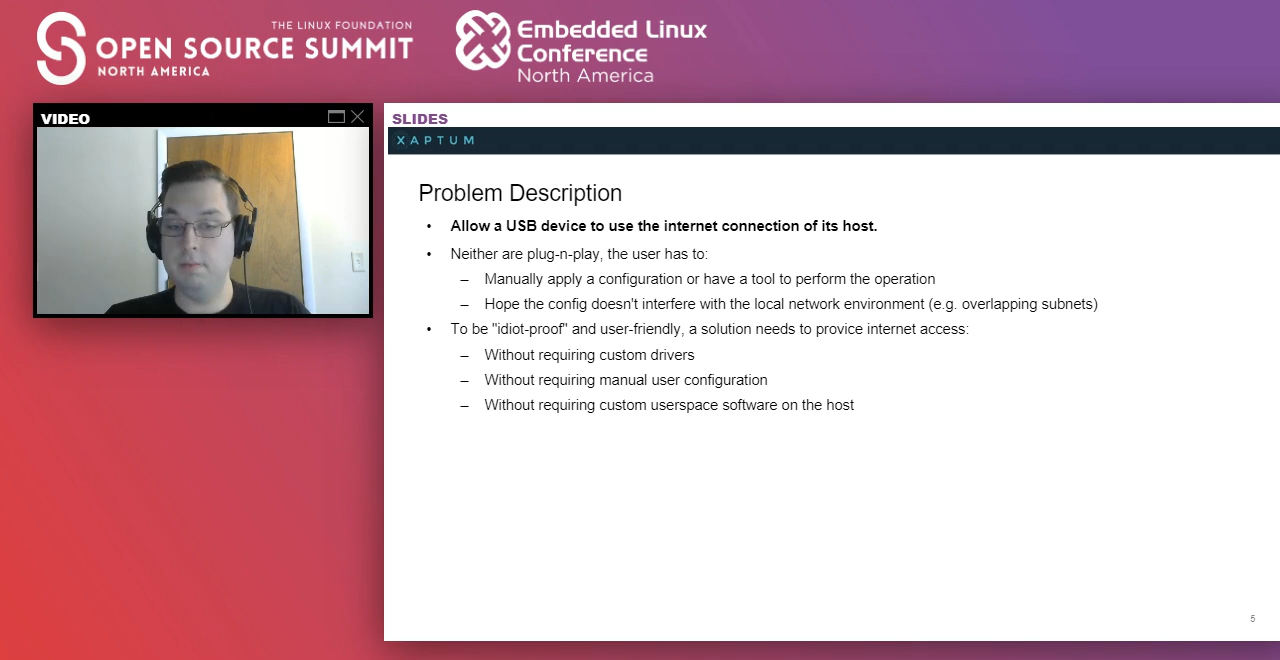 THE LINUX FOUNDATION
OPEN SOURCE SUMMIT
NORTH AMERICA
Embedded Linux
Conference
North America
VIDEO
SLIDES
XAPTUM
Problem Description
• Allow a USB device to use the internet connection of its host.
• Neither are plug-n-play, the user has to:
– Manually apply a configuration or have a tool to perform the operation
– Hope the config doesn't interfere with the local network environment (e.g. overlapping subnets)
• To be "idiot-proof" and user-friendly, a solution needs to provice internet access:
– Without requiring custom drivers
– Without requiring manual user configuration
– Without requiring custom userspace software on the host
5